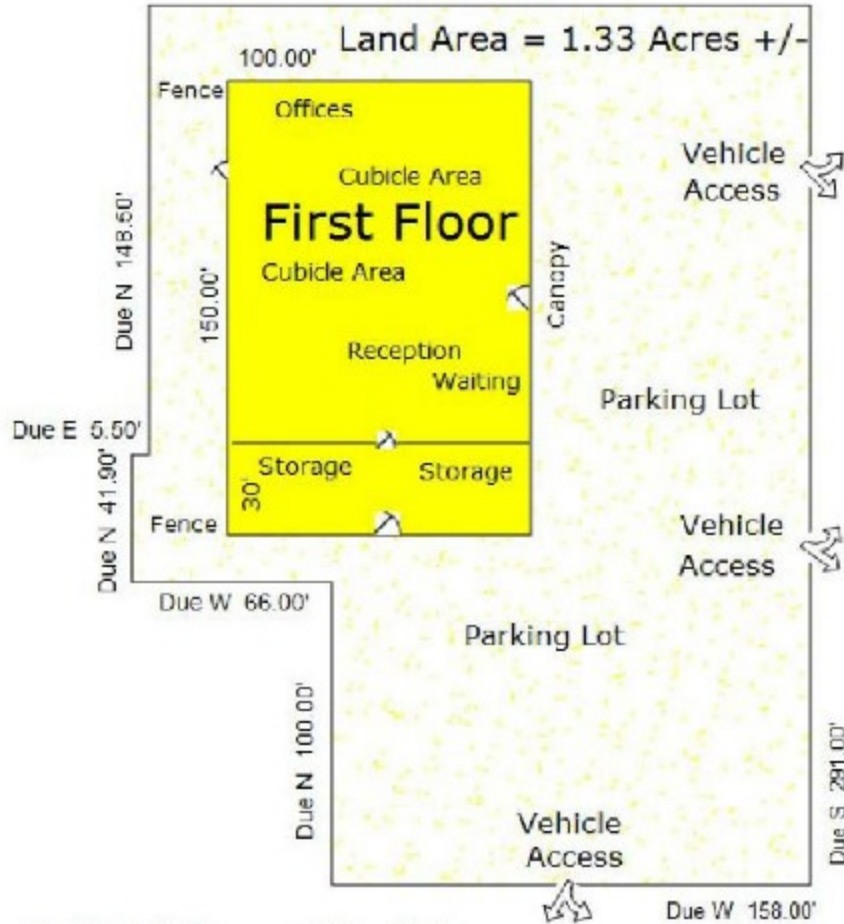 Land Area = 1.33 Acres +/-
100.00'
Fence
Offices
Vehicle
Access
Cubicle Area
First Floor
Cubicle Area
Canopy
Due N 148.50'
150.00'
Reception
Waiting
Parking Lot
Due E 5.50'
Storage
Storage
30'
Due N 41.90'
Fence
Vehicle
Access
Due W 66.00'
Parking Lot
Due N 100.00'
Due S 291.00'
Vehicle
Access
Due W 158.00'